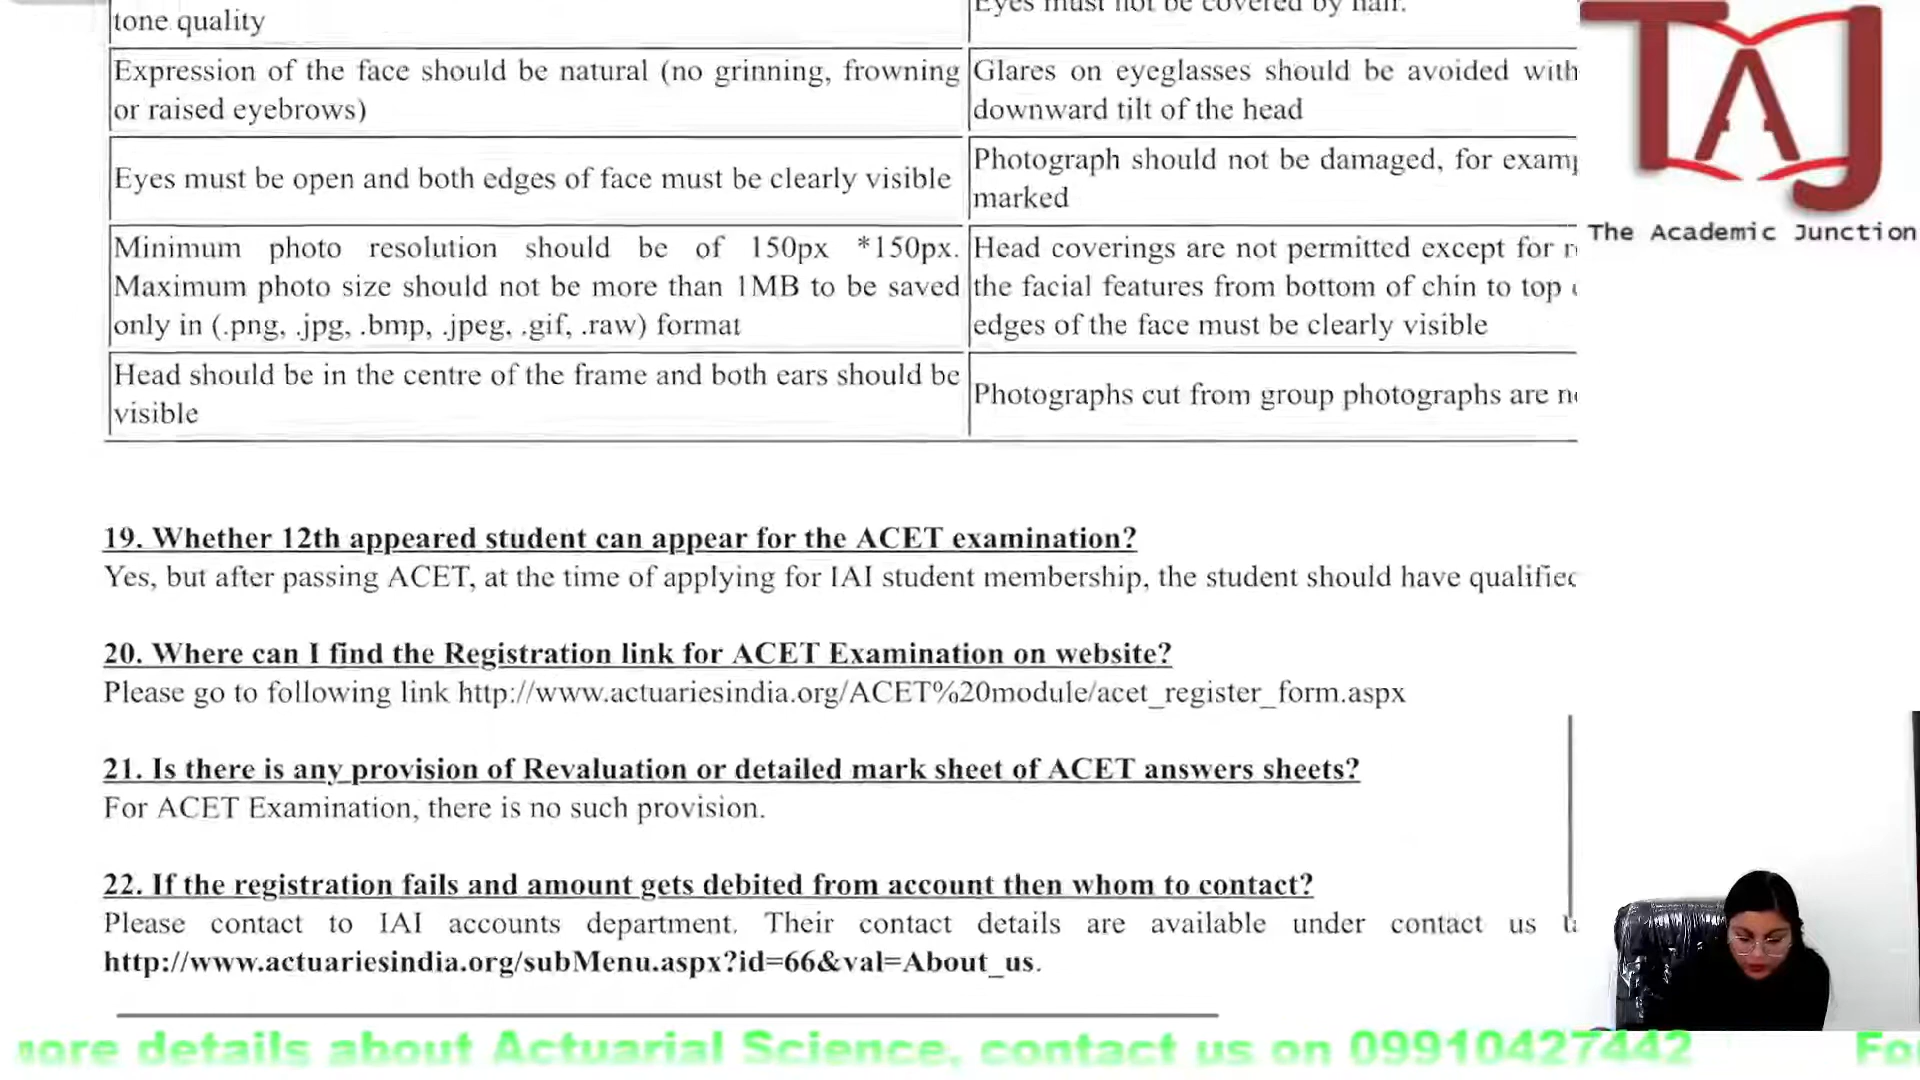 tone quality
Eyes must not be covered by hair.
Expression of the face should be natural (no grinning, frowning
or raised eyebrows)
Glares on eyeglasses should be avoided with
downward tilt of the head
Eyes must be open and both edges of face must be clearly visible
Photograph should not be damaged, for
marked
Minimum photo resolution should be of 150px *150px.
Maximum photo size should not be more than 1MB to be saved
only in (.png, .jpg, .bmp, .jpeg, .gif, .raw) format
Head coverings are not permitted except for
the facial features from bottom of chin to top
edges of the face must be clearly visible
Head should be in the centre of the frame and both ears should be
visible
Photographs cut from group photographs are
19. Whether 12th appeared student can appear for the ACET examination?
Yes, but after passing ACET, at the time of applying for IAI student membership, the student should have
20. Where can I find the Registration link for ACET Examination on website?
Please go to following link http://www.actuariesindia.org/ACET%20module/acet_register_form.aspx
21. Is there is any provision of Revaluation or detailed mark sheet of ACET answers sheets?
For ACET Examination, there is no such provision.
22. If the registration fails and amount gets debited from account then whom to contact?
Please contact to IAI accounts department. Their contact details are available under contact us
http://www.actuariesindia.org/subMenu.aspx?id=66&val=About_us.
TAJ
The Academic Junction
more details about Actuarial Science, contact us on 09910427442